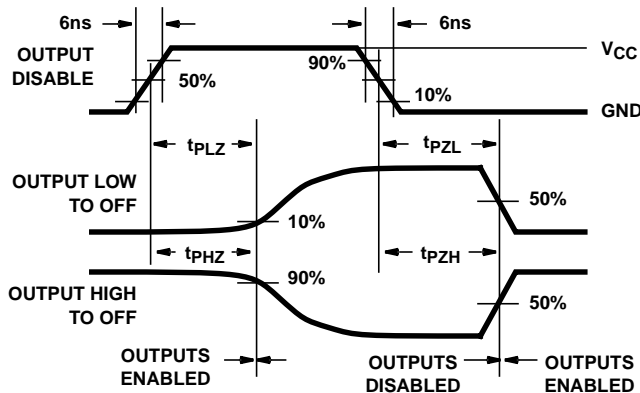 6ns
6ns
OUTPUT
DISABLE
90%
50%
10%
VCC
GND
tPLZ
tPZL
OUTPUT LOW
TO OFF
10%
50%
tPHZ
tPZH
OUTPUT HIGH
TO OFF
90%
50%
OUTPUTS
ENABLED
OUTPUTS
DISABLED
OUTPUTS
ENABLED